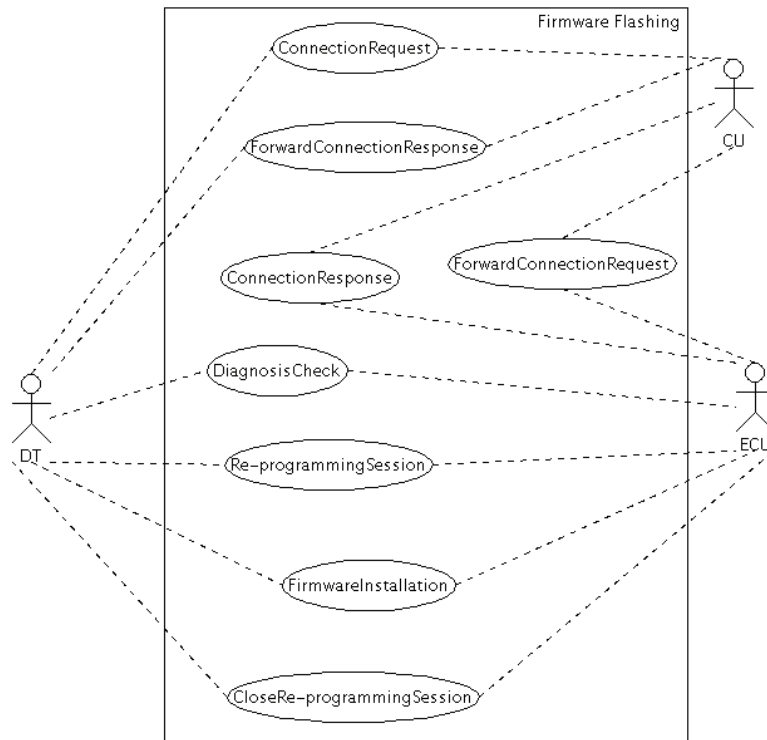 Firmware Flashing
ConnectionRequest
ForwardConnectionResponse
CU
ConnectionResponse
ForwardConnectionRequest
DiagnosisCheck
DT
ECU
Re-programmingSession
FirmwareInstallation
CloseRe-programmingSession